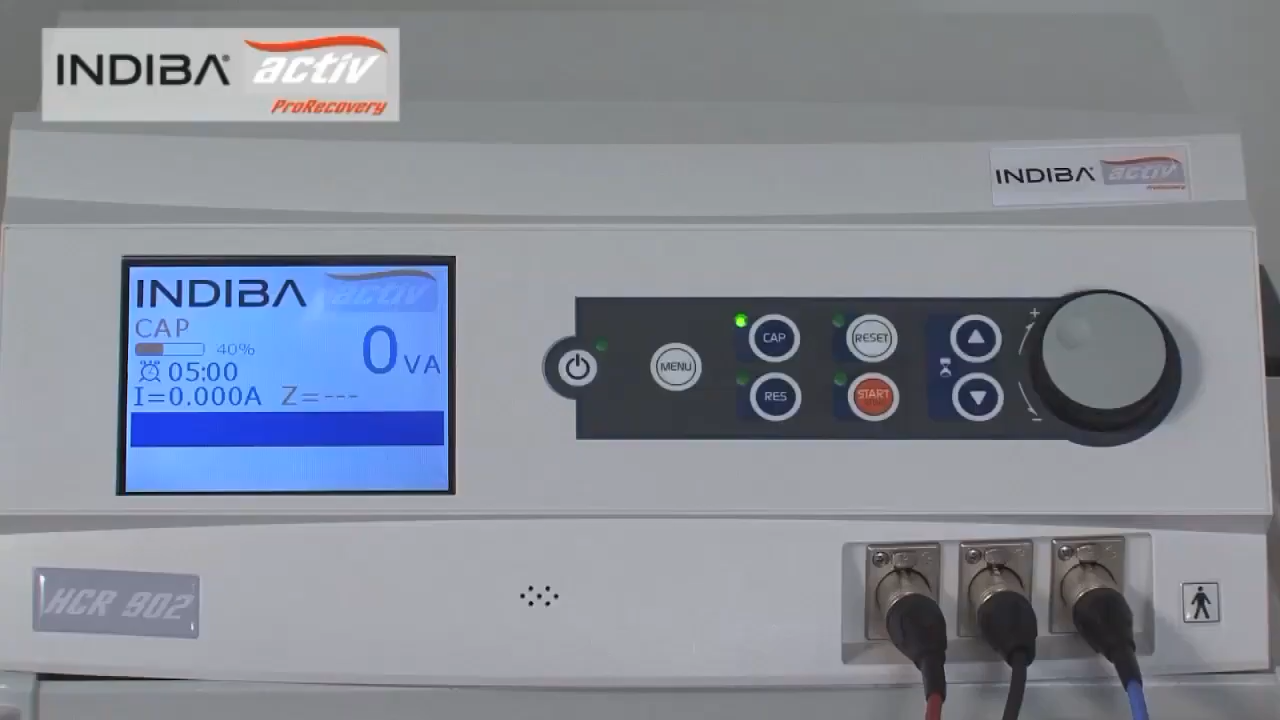 INDIBA® activ
ProRecovery
INDIBA® activ
ProRecovery
INDIBA activ
CAP
40%
0 VA
05:00
I=0.000A Z=---
MENU
CAP
RESET
RES
START
+
-
HCR 902